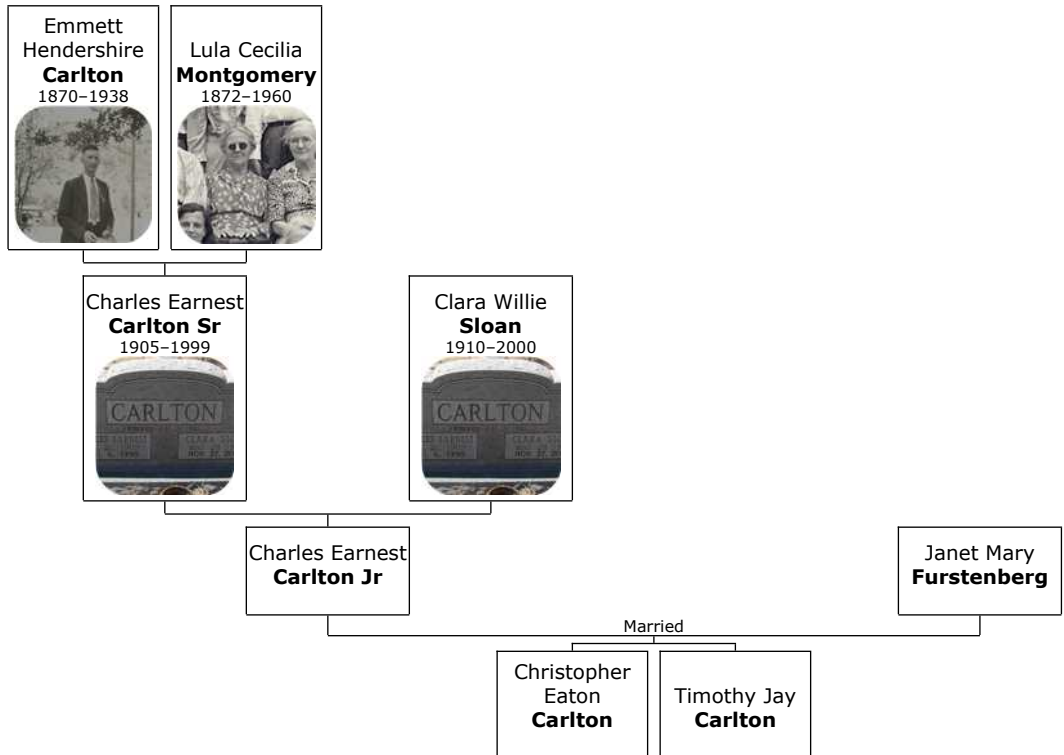 Emmett
Hendershire
Carlton
1870–1938
Lula Cecilia
Montgomery
1872–1960
Charles Earnest
Carlton Sr
1905–1999
CARLTON
Clara Willie
Sloan
1910–2000
CARLTON
Charles Earnest
Carlton Jr
Janet Mary
Furstenberg
Married
Christopher
Eaton
Carlton
Timothy Jay
Carlton